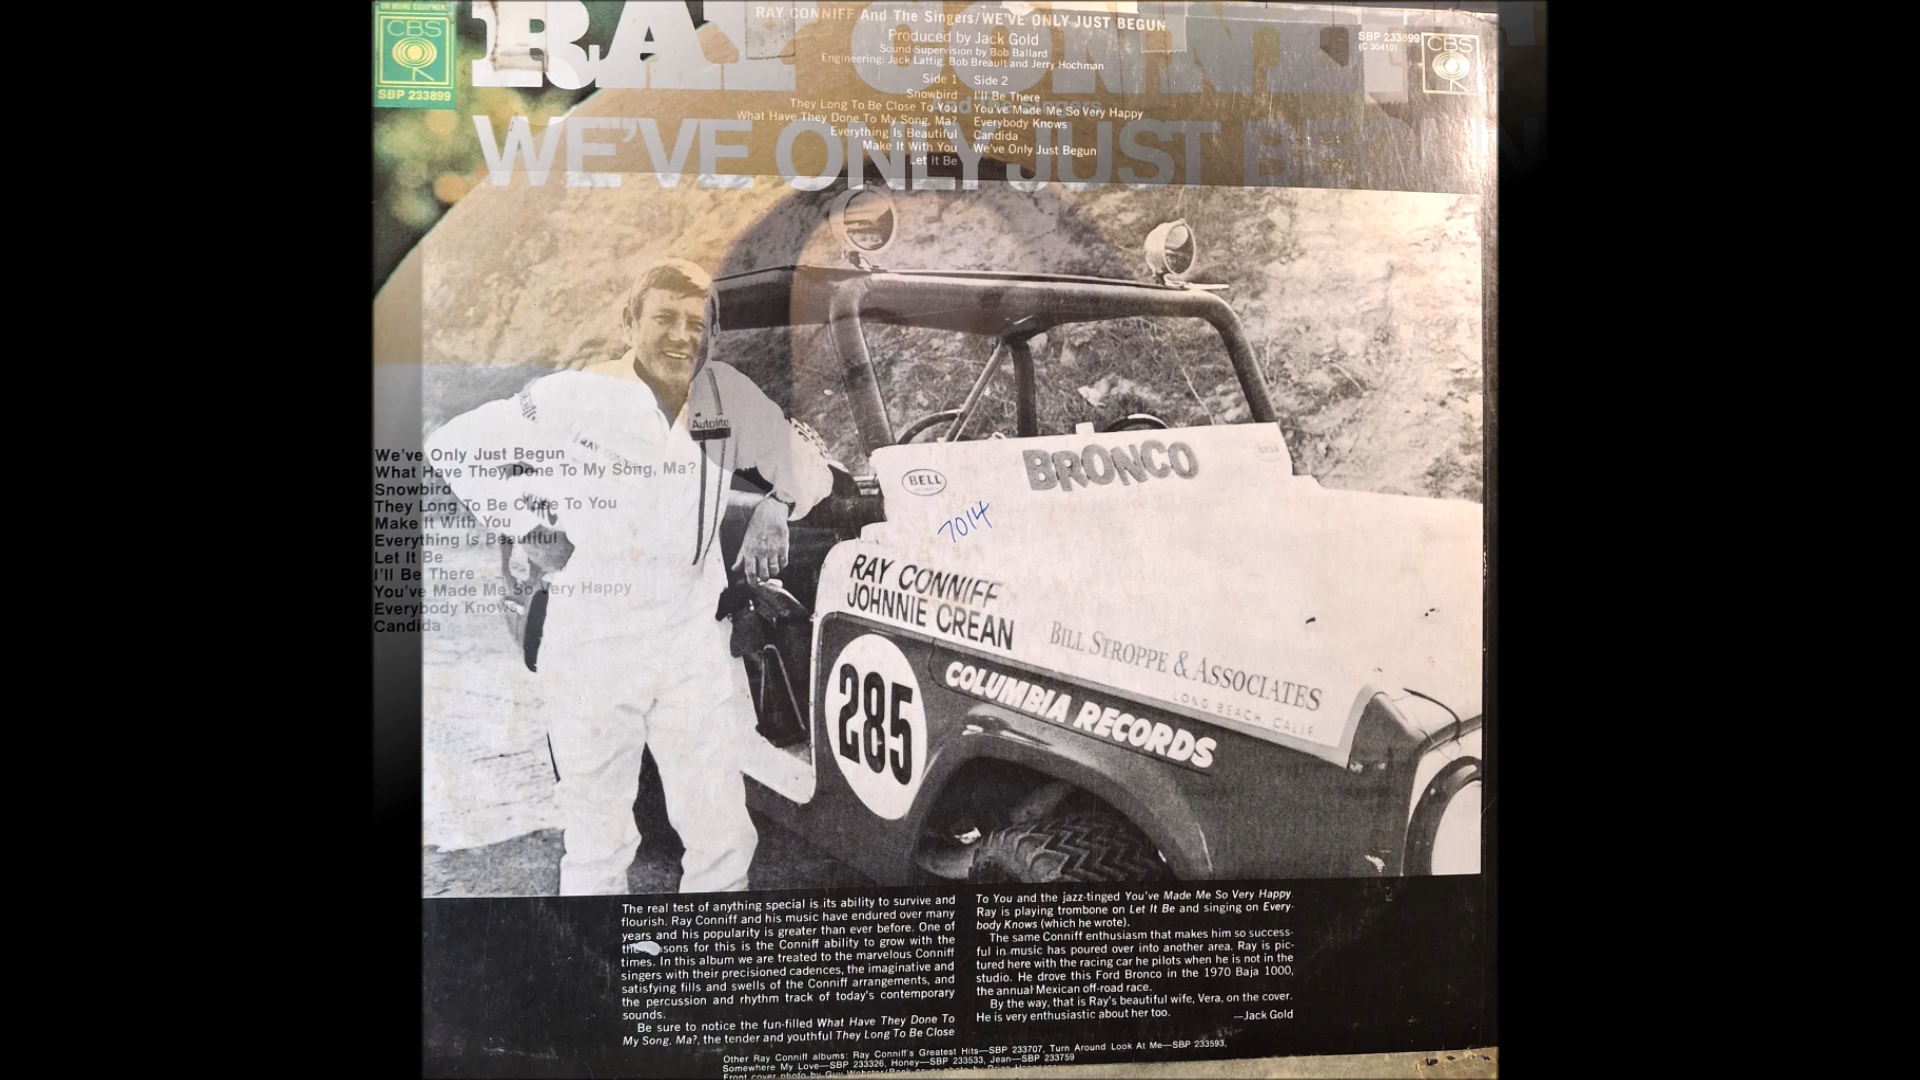 ON MONO EQUIPMENT
CBS
SBP 233899
RAY CONNIFF
And The Singers
WE'VE ONLY JUST BEGUN
RAY CONNIFF And The Singers/WE'VE ONLY JUST BEGUN
Produced by Jack Gold
Sound Supervision by Bob Ballard
Engineering: Jack Lattig, Bob Breault and Jerry Hochman
SBP 233899
(C 30410)
CBS
Side 1
Snowbird
They Long To Be Close To You
What Have They Done To My Song, Ma?
Everything Is Beautiful
Make It With You
Let It Be
Side 2
I'll Be There
You've Made Me So Very Happy
Everybody Knows
Candida
We've Only Just Begun
We've Only Just Begun
What Have They Done To My Song, Ma?
Snowbird
They Long To Be Close To You
Make It With You
Everything Is Beautiful
Let It Be
I'll Be There
You've Made Me So Very Happy
Everybody Knows
Candida
Autolite
RAY
BELL
BRONCO
BELL
7014
RAY CONNIFF
JOHNNIE CREAN
BILL STROPPE & ASSOCIATES
LONG BEACH, CALIF.
285
COLUMBIA RECORDS
The real test of anything special is its ability to survive and
flourish. Ray Conniff and his music have endured over many
years and his popularity is greater than ever before. One of
sons for this is the Conniff ability to grow with the
times. In this album we are treated to the marvelous Conniff
singers with their precisioned cadences, the imaginative and
satisfying fills and swells of the Conniff arrangements, and
the percussion and rhythm track of today's contemporary
sounds.
Be sure to notice the fun-filled What Have They Done To
My Song, Ma?, the tender and youthful They Long To Be Close
To You and the jazz-tinged You've Made Me So Very Happy.
Ray is playing trombone on Let It Be and singing on Every-
body Knows (which he wrote).
The same Conniff enthusiasm that makes him so success-
ful in music has poured over into another area. Ray is pic-
tured here with the racing car he pilots when he is not in the
studio. He drove this Ford Bronco in the 1970 Baja 1000,
the annual Mexican off-road race.
By the way, that is Ray's beautiful wife, Vera, on the cover.
He is very enthusiastic about her too.
—Jack Gold
Other Ray Conniff albums: Ray Conniff's Greatest Hits—SBP 233707, Turn Around Look At Me—SBP 233593,
Somewhere My Love—SBP 233326, Honey—SBP 233533, Jean—SBP 233759
Front cover photo by Guy Webster/Back cover photo by